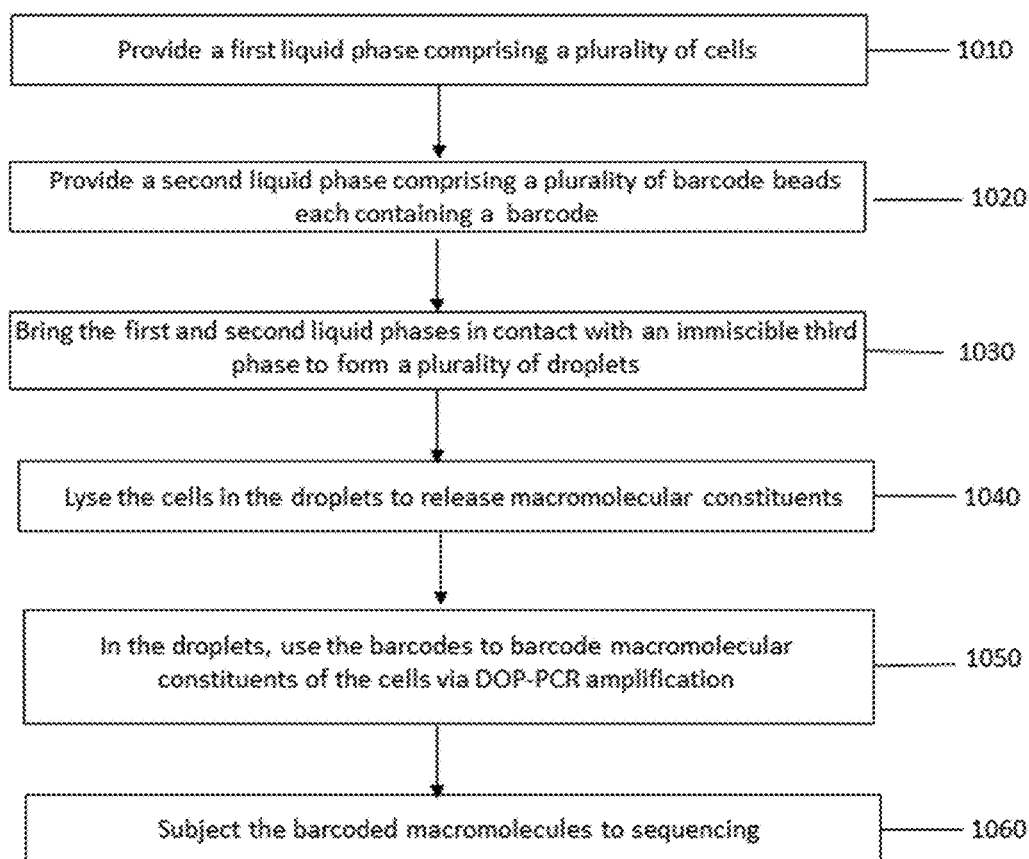 Provide a first liquid phase comprising a plurality of cells
1010
Provide a second liquid phase comprising a plurality of barcode beads
each containing a barcode
1020
Bring the first and second liquid phases in contact with an immiscible third
phase to form a plurality of droplets
1030
Lyse the cells in the droplets to release macromolecular constituents
1040
In the droplets, use the barcodes to barcode macromolecular
constituents of the cells via DOP-PCR amplification
1050
Subject the barcoded macromolecules to sequencing
1060